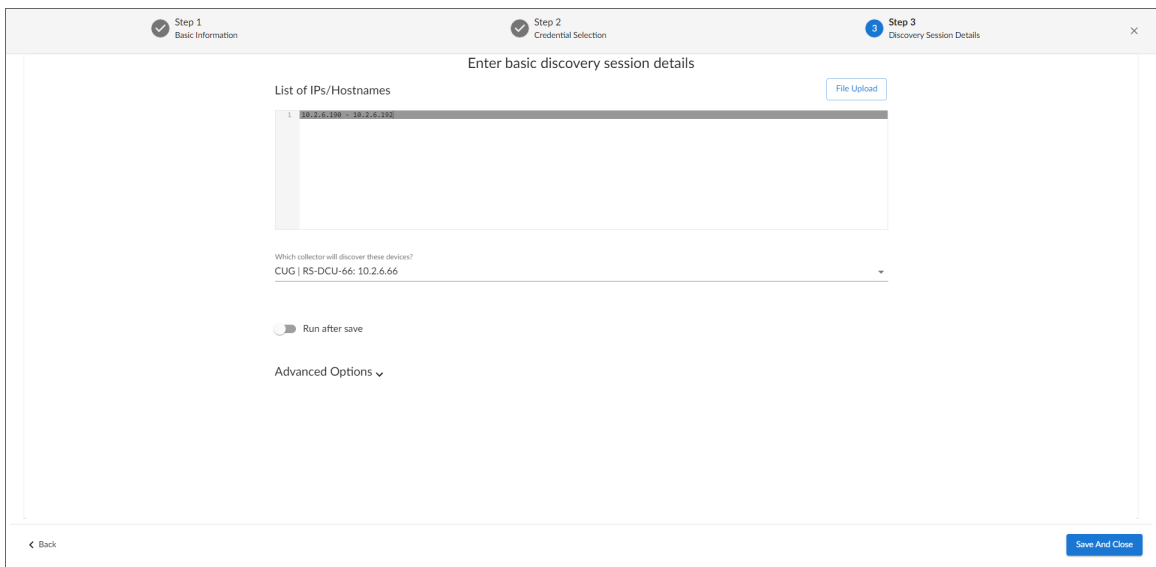 Step 1
Basic Information
Step 2
Credential Selection
3
Step 3
Discovery Session Details
Enter basic discovery session details
List of IPs/Hostnames
File Upload
1 10.2.6.190 - 10.2.6.192
Which collector will discover these devices?
CUG | RS-DCU-66: 10.2.6.66
Run after save
Advanced Options
Back
Save And Close